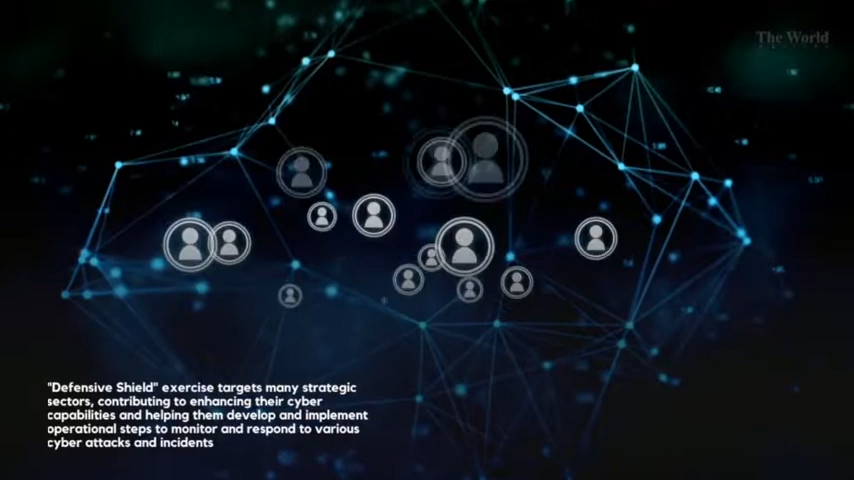 The World
"Defensive Shield" exercise targets many strategic
sectors, contributing to enhancing their cyber
capabilities and helping them develop and implement
operational steps to monitor and respond to various
cyber attacks and incidents